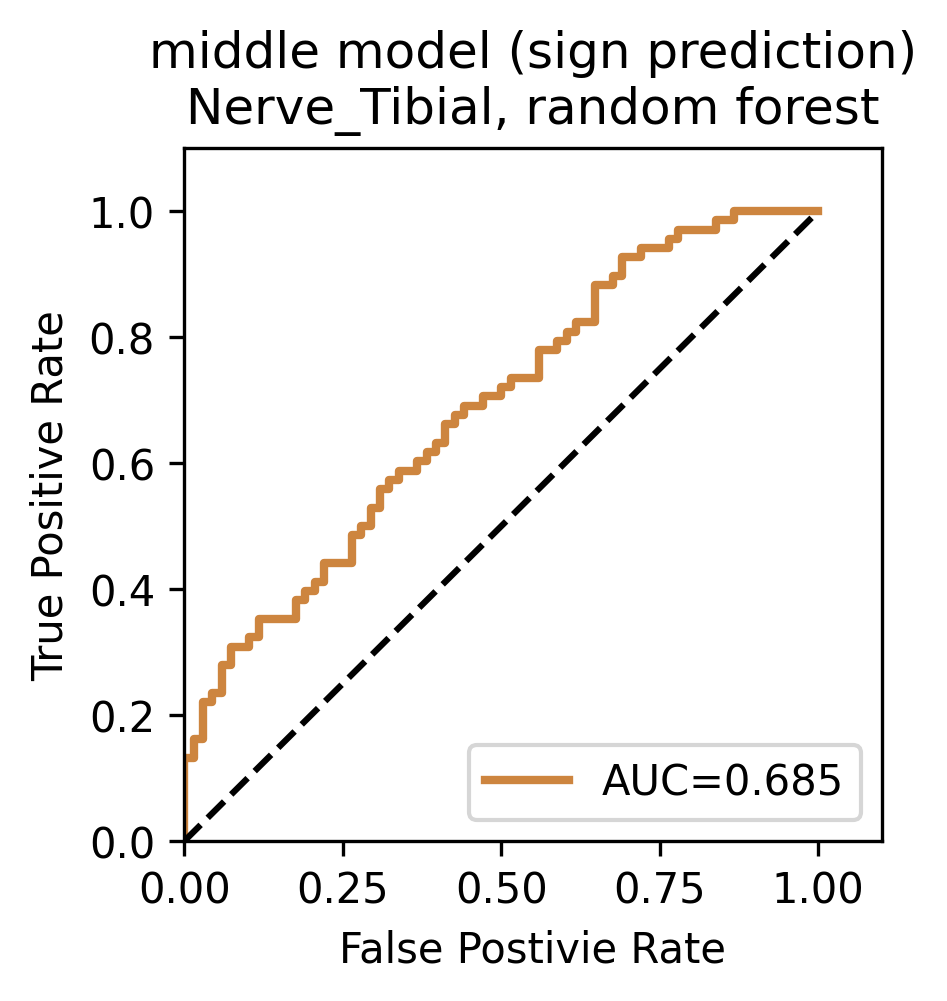 middle model (sign prediction)
Nerve_Tibial, random forest
1.0
0.8
0.6
0.4
0.2
0.0
True Positive Rate
AUC=0.685
0.00 0.25 0.50 0.75 1.00
False Postivie Rate